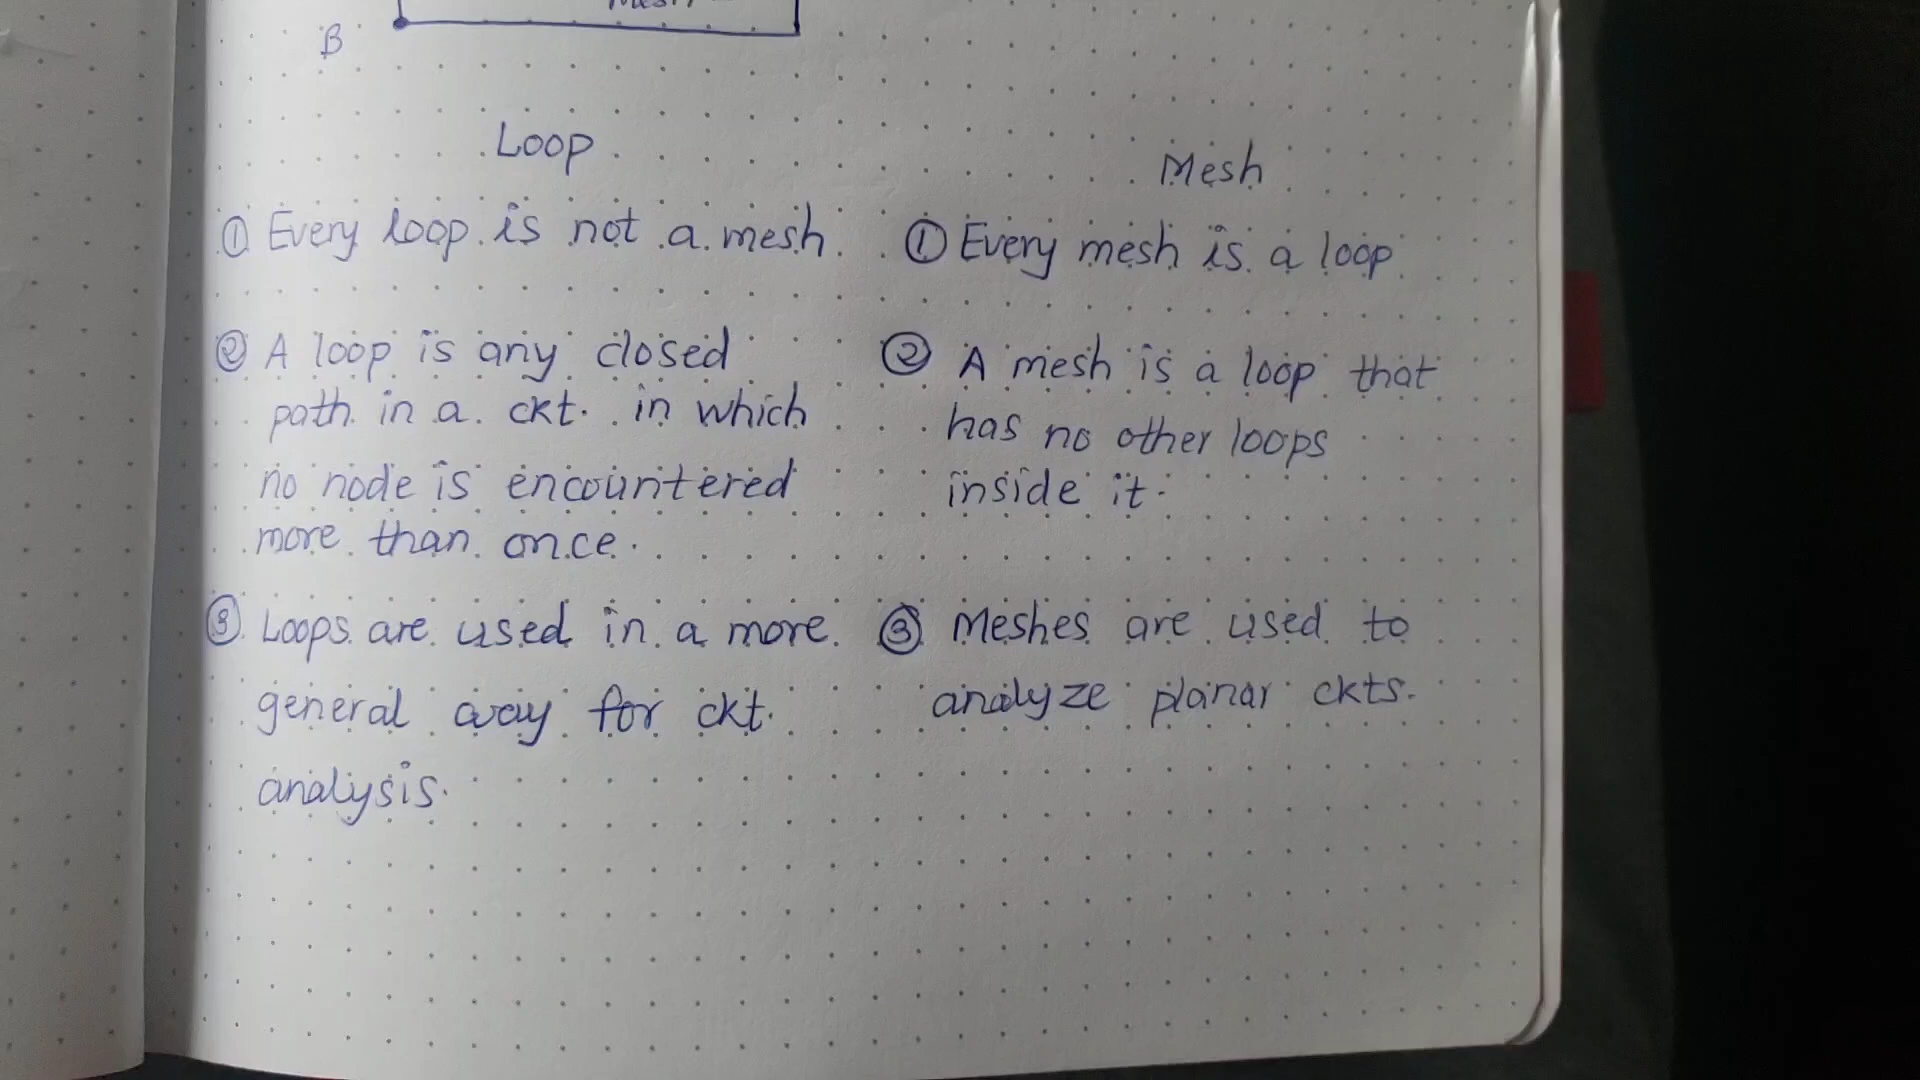 B
Loop
① Every loop is not a mesh.
② A loop is any closed
path in a ckt. in which
no node is encountered
more than once.
③ Loops are used in a more
general way for ckt.
analysis.
Mesh
① Every mesh is a loop.
② A mesh is a loop that
has no other loops
inside it.
③ Meshes are used to
analyze planar ckts.